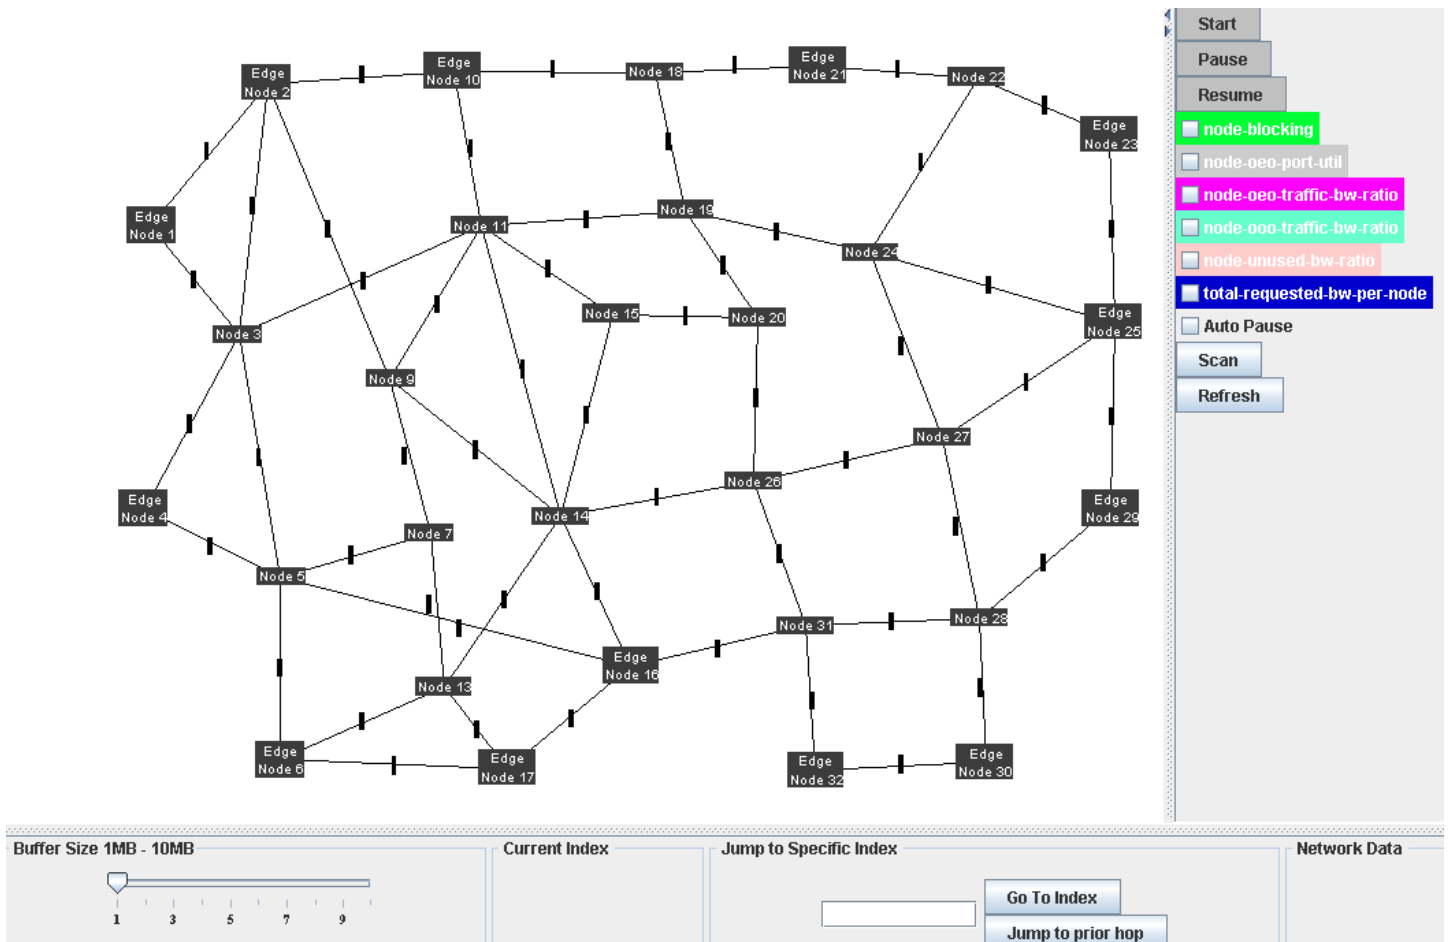 Edge
Node 2
Edge
Node 10
Node 18
Edge
Node 21
Node 22
Edge
Node 23
Edge
Node 1
Node 11
Node 19
Node 24
Node 3
Node 15
Node 20
Edge
Node 25
Node 9
Node 27
Node 26
Edge
Node 4
Node 7
Node 14
Edge
Node 29
Node 5
Node 31
Node 28
Edge
Node 16
Node 13
Edge
Node 6
Edge
Node 17
Edge
Node 32
Edge
Node 30
Start
Pause
Resume
node-blocking
node-oeo-port-util
node-oeo-traffic-bw-ratio
node-ooo-traffic-bw-ratio
node-unused-bw-ratio
total-requested-bw-per-node
Auto Pause
Scan
Refresh
Buffer Size 1MB - 10MB
1 3 5 7 9
Current Index
Jump to Specific Index
Go To Index
Jump to prior hop
Network Data